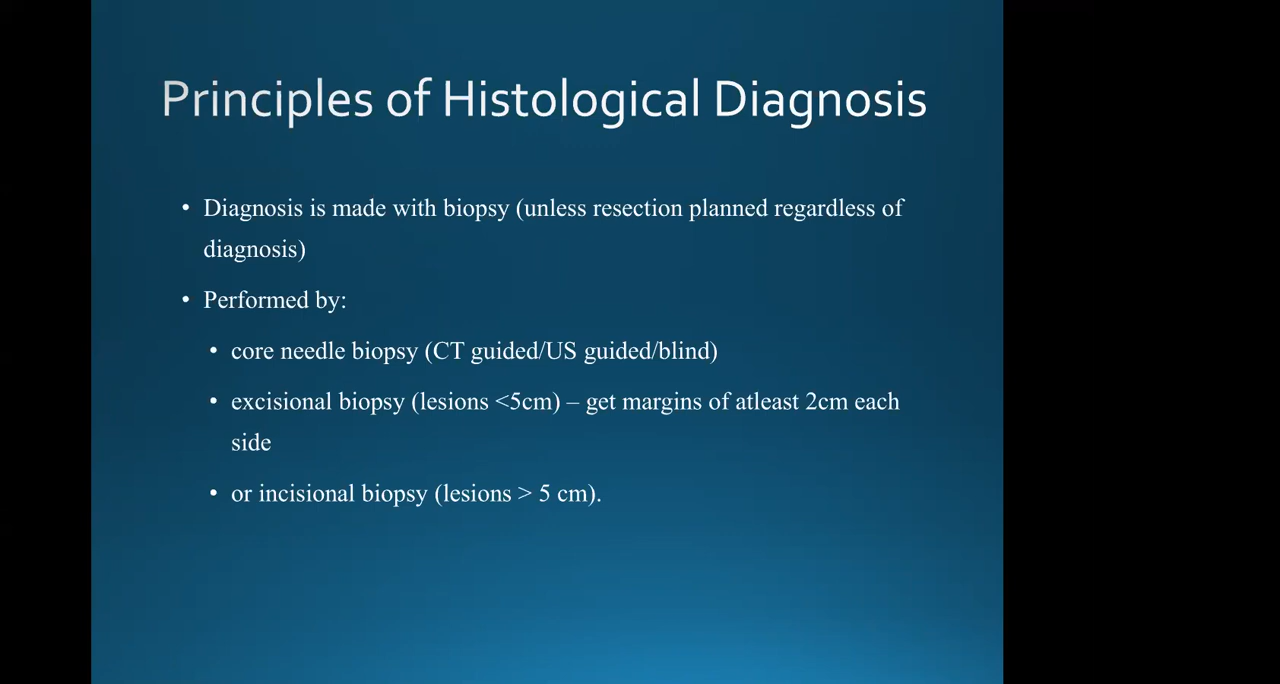 Principles of Histological Diagnosis
• Diagnosis is made with biopsy (unless resection planned regardless of
diagnosis)
• Performed by:
• core needle biopsy (CT guided/US guided/blind)
• excisional biopsy (lesions <5cm) – get margins of atleast 2cm each
side
• or incisional biopsy (lesions > 5 cm).